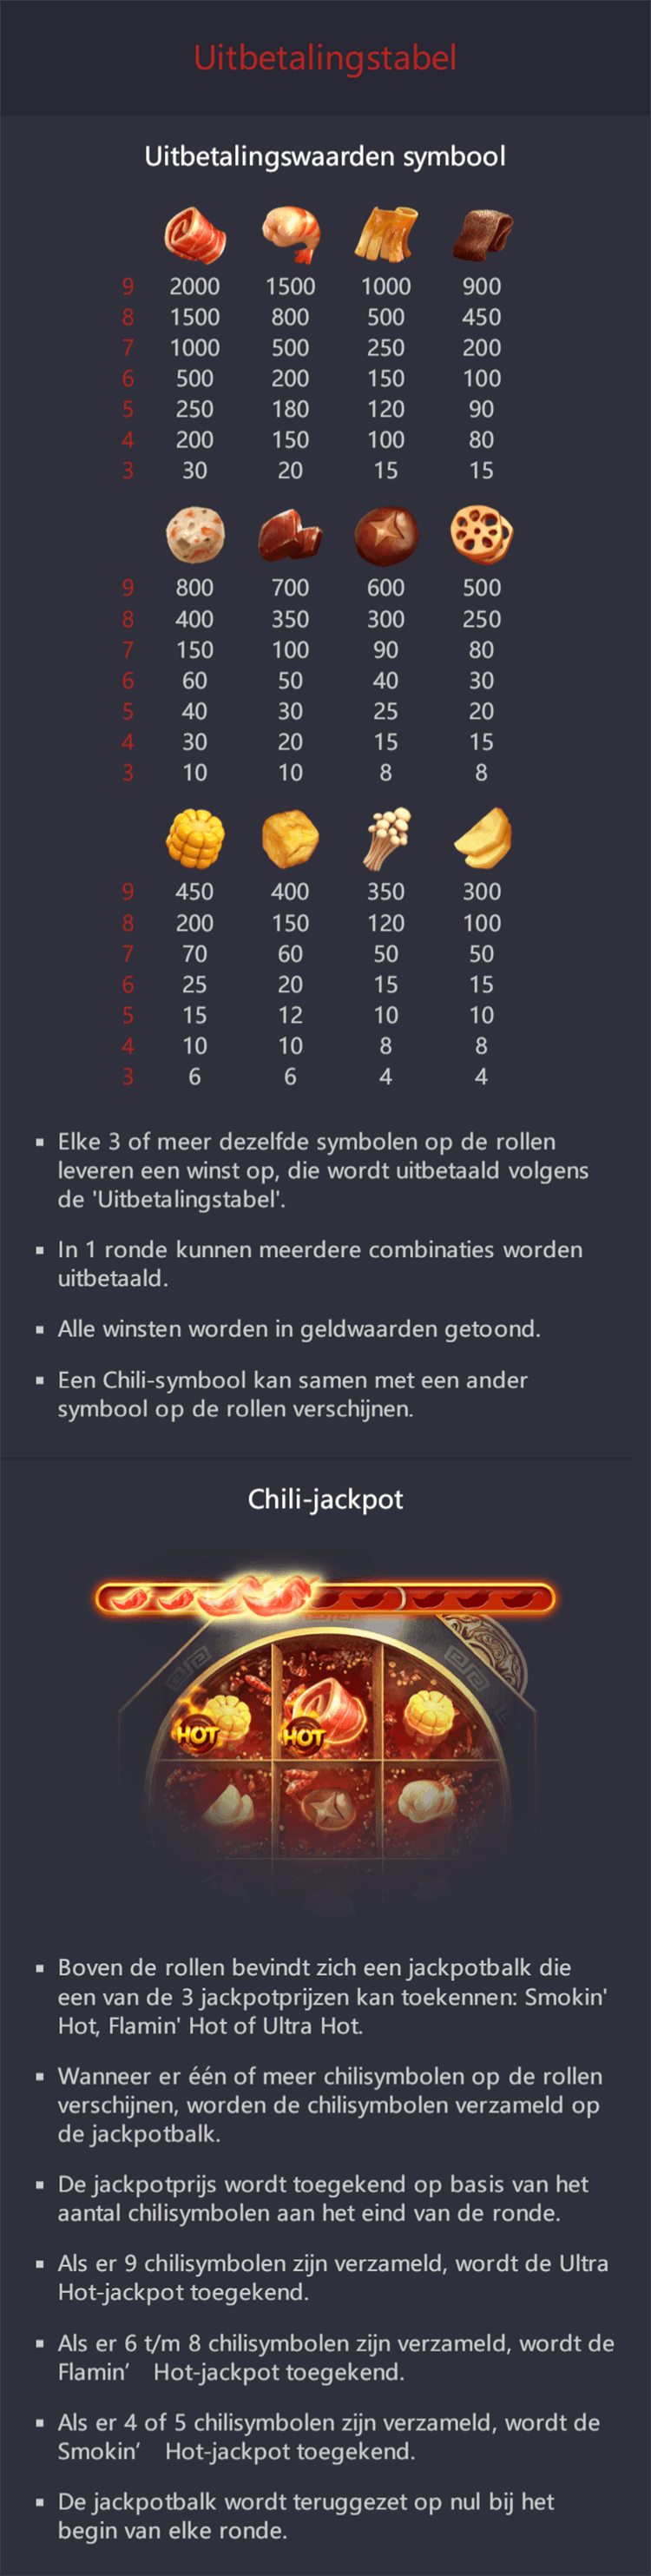 Uitbetalingstabel
Uitbetalingswaarden symbool
9 2000 1500 1000 900
8 1500 800 500 450
7 1000 500 250 200
6 500 200 150 100
5 250 180 120 90
4 200 150 100 80
3 30 20 15 15
9 800 700 600 500
8 400 350 300 250
7 150 100 90 80
6 60 50 40 30
5 40 30 25 20
4 30 20 15 15
3 10 10 8 8
9 450 400 350 300
8 200 150 120 100
7 70 60 50 50
6 25 20 15 15
5 15 12 10 10
4 10 10 8 8
3 6 6 4 4
▪ Elke 3 of meer dezelfde symbolen op de rollen
leveren een winst op, die wordt uitbetaald volgens
de 'Uitbetalingstabel'.
▪ In 1 ronde kunnen meerdere combinaties worden
uitbetaald.
▪ Alle winsten worden in geldwaarden getoond.
▪ Een Chili-symbool kan samen met een ander
symbool op de rollen verschijnen.
Chili-jackpot
HOT HOT
▪ Boven de rollen bevindt zich een jackpotbalk die
een van de 3 jackpotprijzen kan toekennen: Smokin'
Hot, Flamin' Hot of Ultra Hot.
▪ Wanneer er één of meer chilisymbolen op de rollen
verschijnen, worden de chilisymbolen verzameld op
de jackpotbalk.
▪ De jackpotprijs wordt toegekend op basis van het
aantal chilisymbolen aan het eind van de ronde.
▪ Als er 9 chilisymbolen zijn verzameld, wordt de Ultra
Hot-jackpot toegekend.
▪ Als er 6 t/m 8 chilisymbolen zijn verzameld, wordt de
Flamin’ Hot-jackpot toegekend.
▪ Als er 4 of 5 chilisymbolen zijn verzameld, wordt de
Smokin’ Hot-jackpot toegekend.
▪ De jackpotbalk wordt teruggezet op nul bij het
begin van elke ronde.